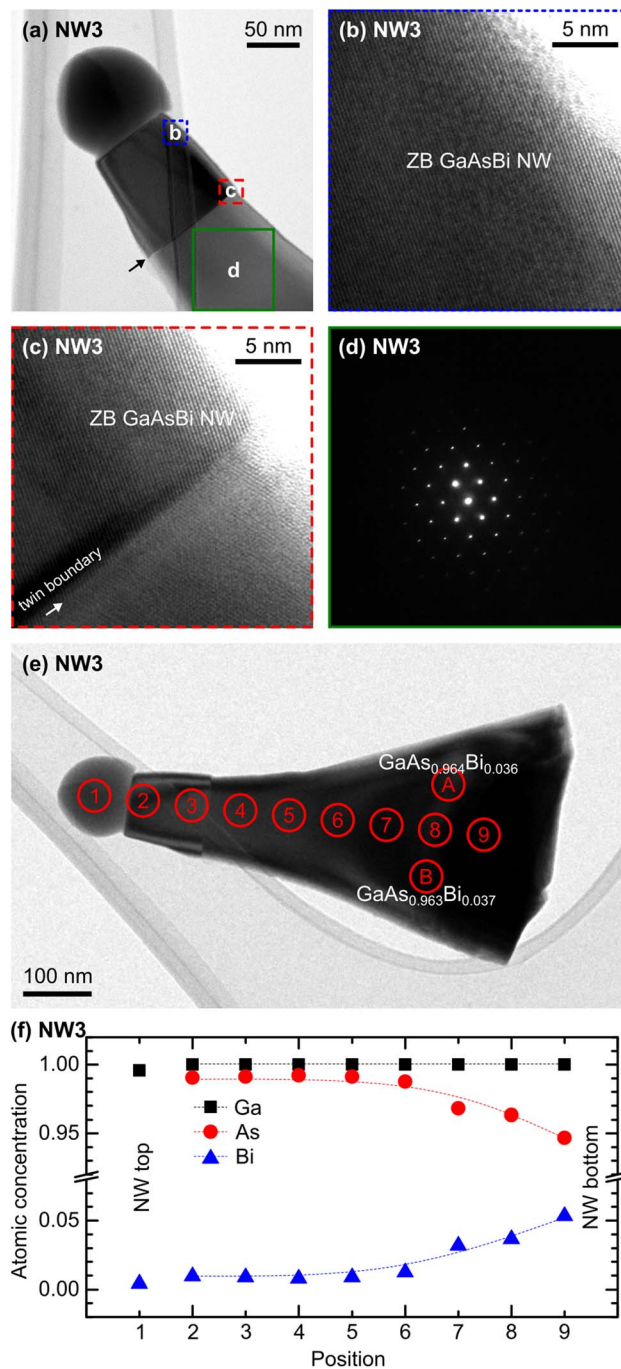 (a) NW3
50 nm
b
c
d
(b) NW3
5 nm
ZB GaAsBi NW
(c) NW3
5 nm
ZB GaAsBi NW
twin boundary
(d) NW3
(e) NW3
GaAs₀.₉₆₄Bi₀.₀₃₆
A
1 2 3 4 5 6 7 8 9
B
GaAs₀.₉₆₃Bi₀.₀₃₇
100 nm
(f) NW3
1.00
0.95
0.05
0.00
Atomic concentration
NW top
Ga
As
Bi
NW bottom
1 2 3 4 5 6 7 8 9
Position